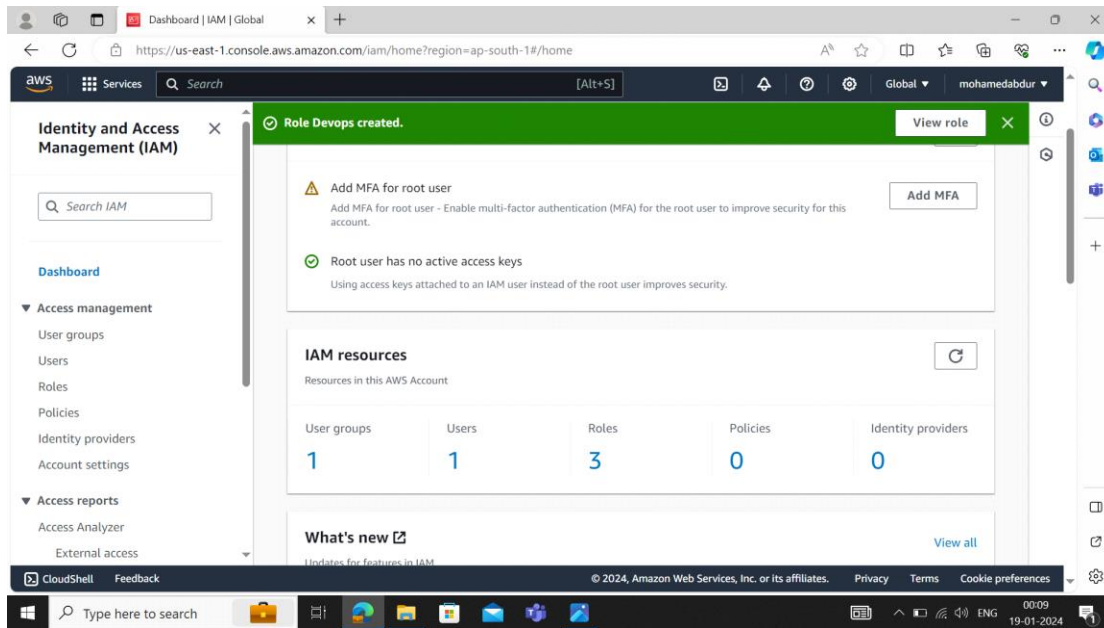 Dashboard | IAM | Global
https://us-east-1.console.aws.amazon.com/iam/home?region=ap-south-1#/home
aws
Services
Search
[Alt+S]
Global
mohamedabdur
Identity and Access
Management (IAM)
Search IAM
Dashboard
Access management
User groups
Users
Roles
Policies
Identity providers
Account settings
Access reports
Access Analyzer
External access
Role Devops created.
View role
Add MFA for root user
Add MFA for root user - Enable multi-factor authentication (MFA) for the root user to improve security for this
account.
Add MFA
Root user has no active access keys
Using access keys attached to an IAM user instead of the root user improves security.
IAM resources
Resources in this AWS Account
User groups
Users
Roles
Policies
Identity providers
1
1
3
0
0
What's new
View all
Updates for features in IAM
CloudShell
Feedback
© 2024, Amazon Web Services, Inc. or its affiliates.
Privacy
Terms
Cookie preferences
Type here to search
ENG
00:09
19-01-2024